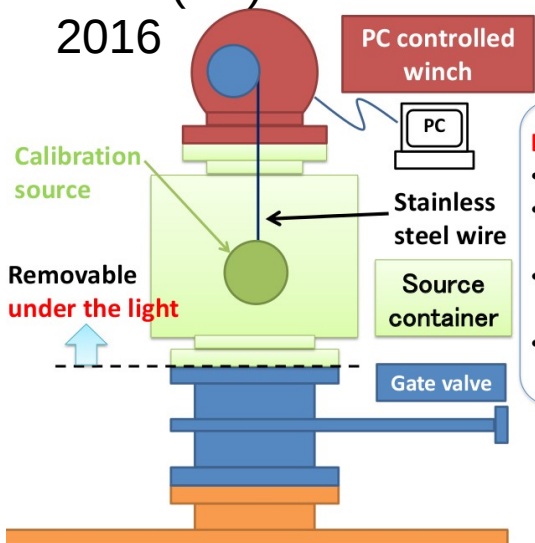 2016
PC controlled
winch
PC
Calibration
source
Stainless
steel wire
Removable
under the light
Source
container
Gate valve